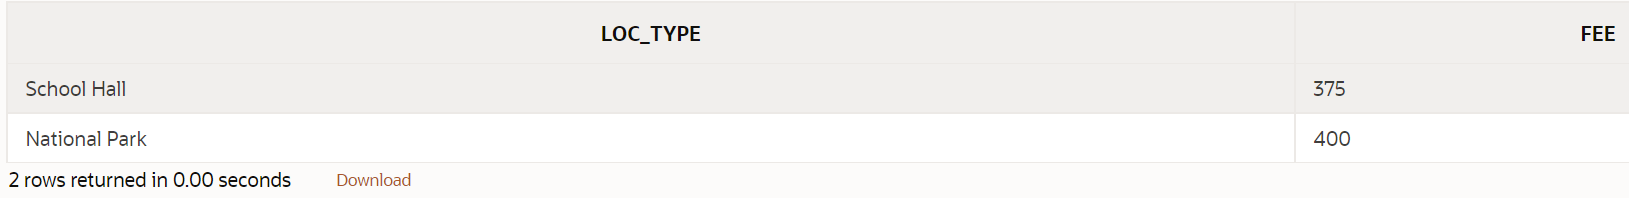 LOC_TYPE FEE
School Hall 375
National Park 400
2 rows returned in 0.00 seconds Download